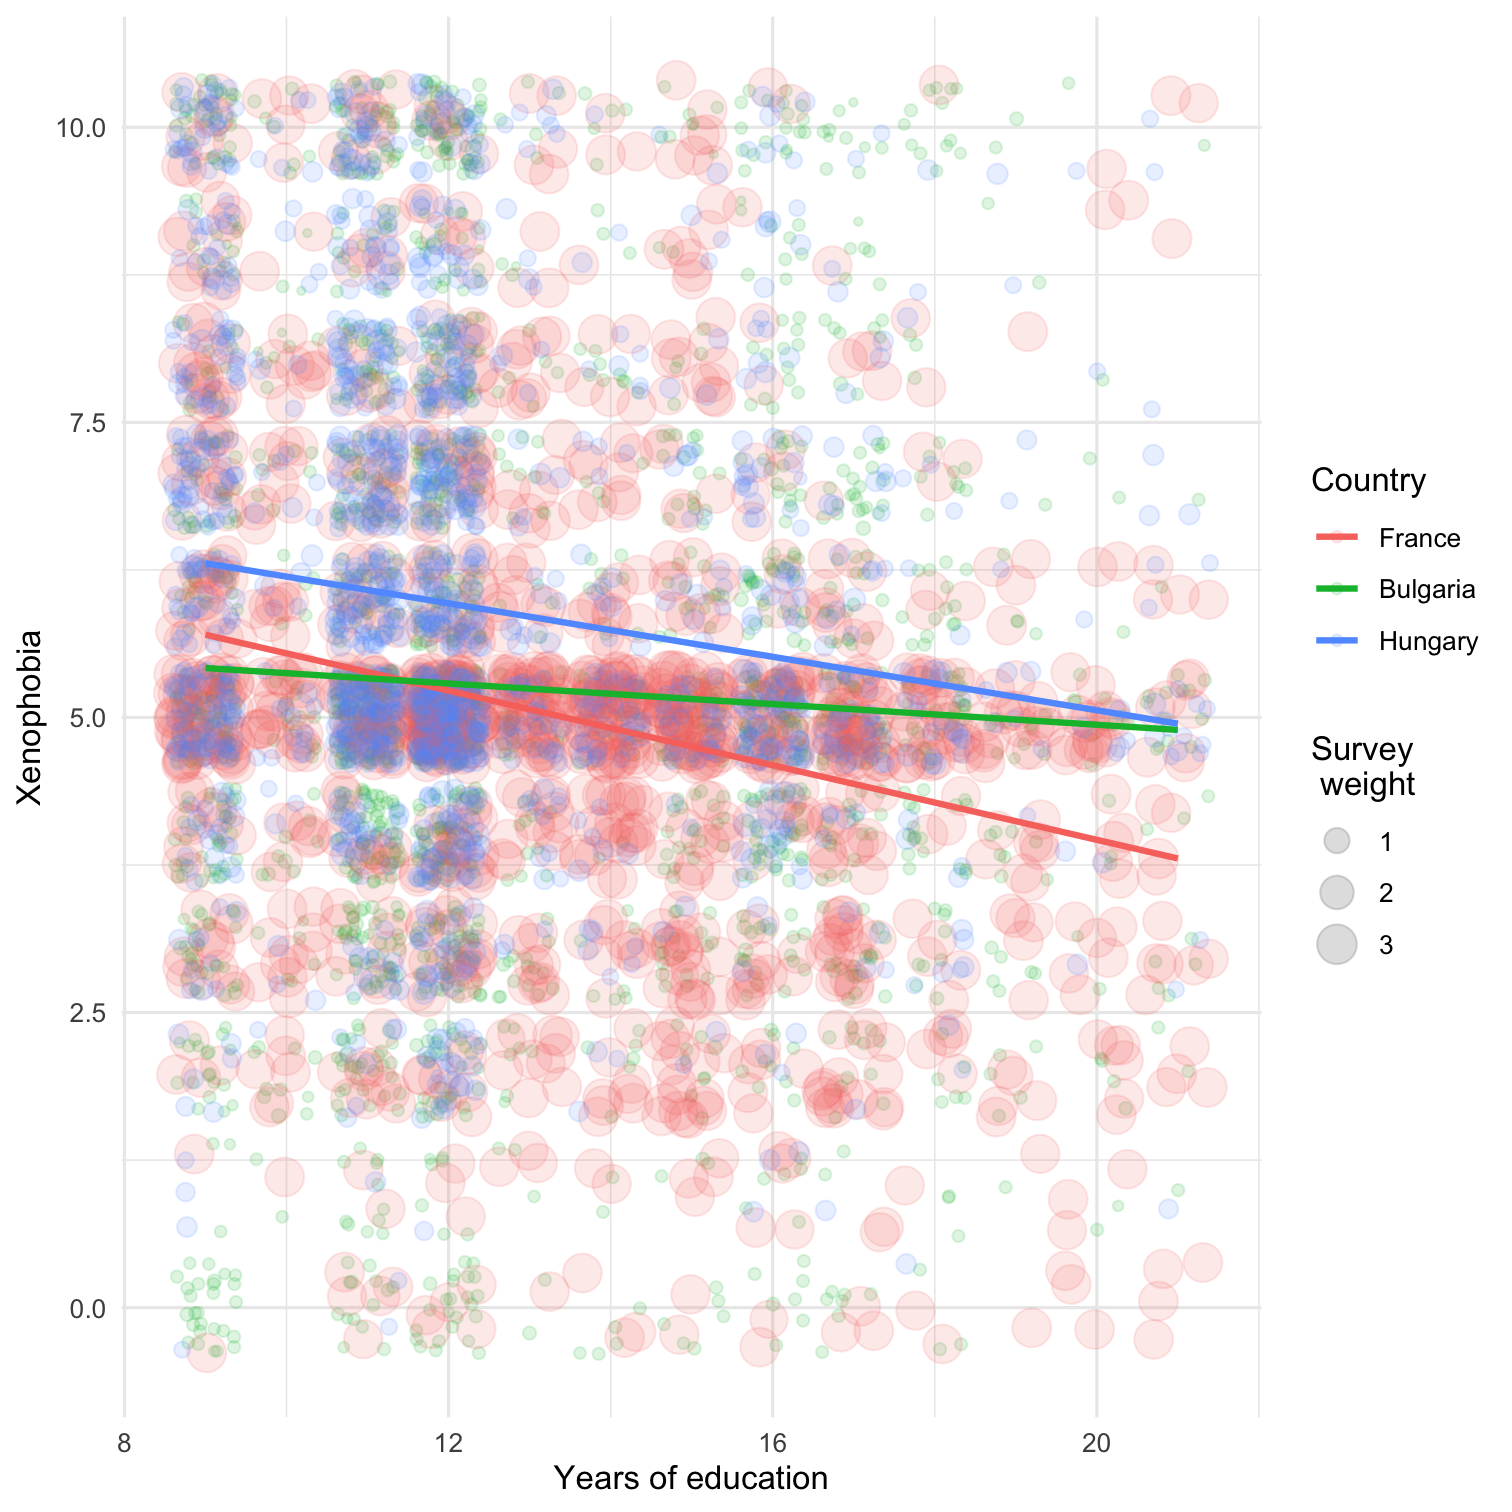 10.0
7.5
5.0
2.5
0.0
Xenophobia
8
12
16
20
Years of education
Country
France
Bulgaria
Hungary
Survey
weight
1
2
3